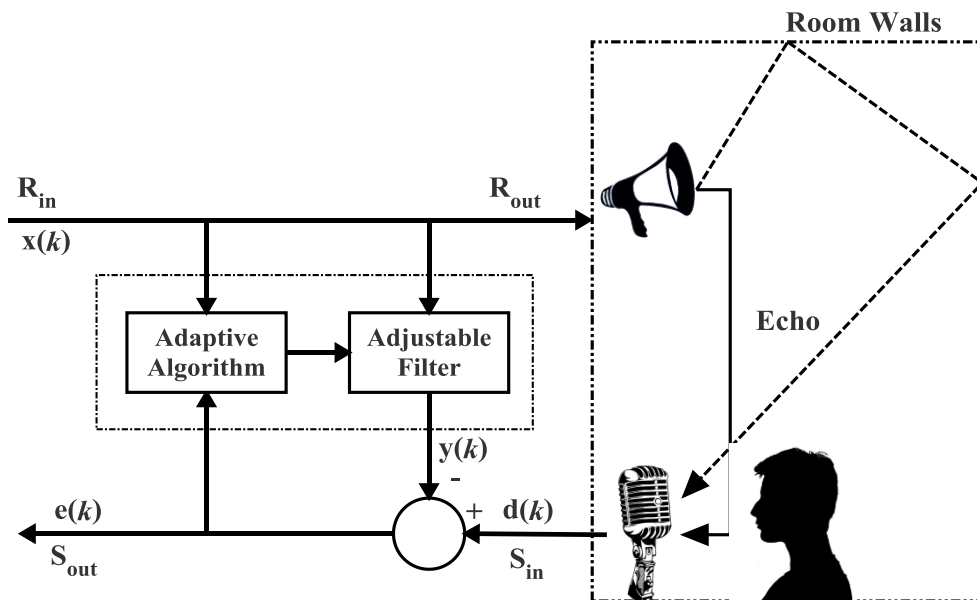 Room Walls
R_in
R_out
x(k)
Adaptive
Algorithm
Adjustable
Filter
Echo
y(k)
-
+
e(k)
d(k)
S_out
S_in